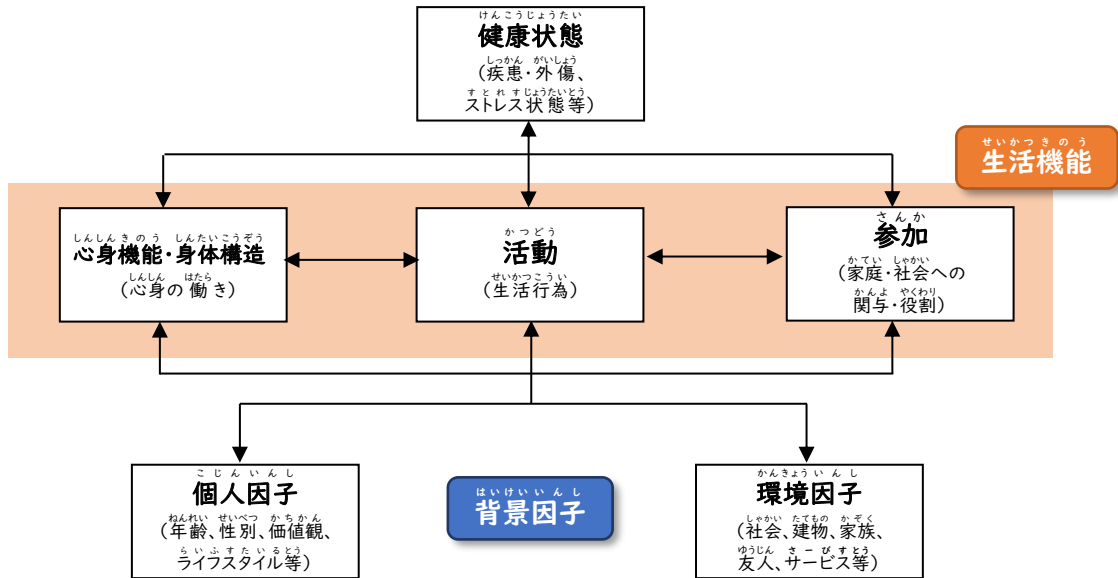 けんこうじょうたい
健康状態
しっかん がいしょう
(疾患・外傷、
すとれすじょうたいとう
ストレス状態等)
せいかつきのう
生活機能
しんしんきのう しんたいこうぞう
心身機能・身体構造
しんしん はたら
(心身の働き)
かつどう
活動
せいかつこうい
(生活行為)
さんか
参加
かてい しゃかい
(家庭・社会への
かんよ やくわり
関与・役割)
こじんいんし
個人因子
ねんれい せいべつ かちかん
(年齢、性別、価値観、
らいふすたいるとう
ライフスタイル等)
はいけいいんし
背景因子
かんきょういんし
環境因子
しゃかい たてもの かぞく
(社会、建物、家族、
ゆうじん さーびすとう
友人、サービス等)